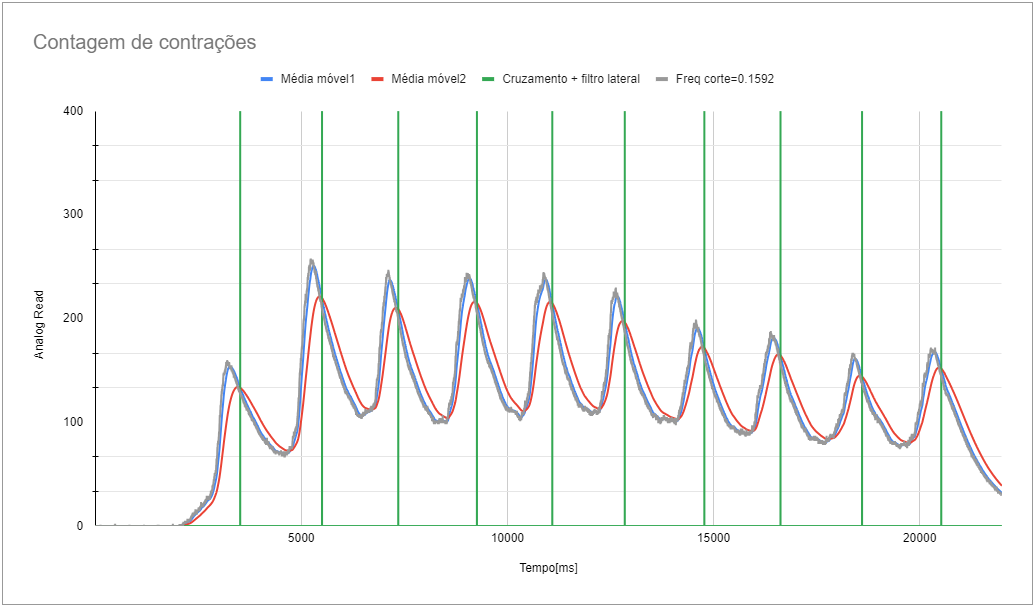 Contagem de contrações
Média móvel1 Média móvel2 Cruzamento + filtro lateral Freq corte=0.1592
400
300
200
100
0
Analog Read
5000 10000 15000 20000
Tempo[ms]